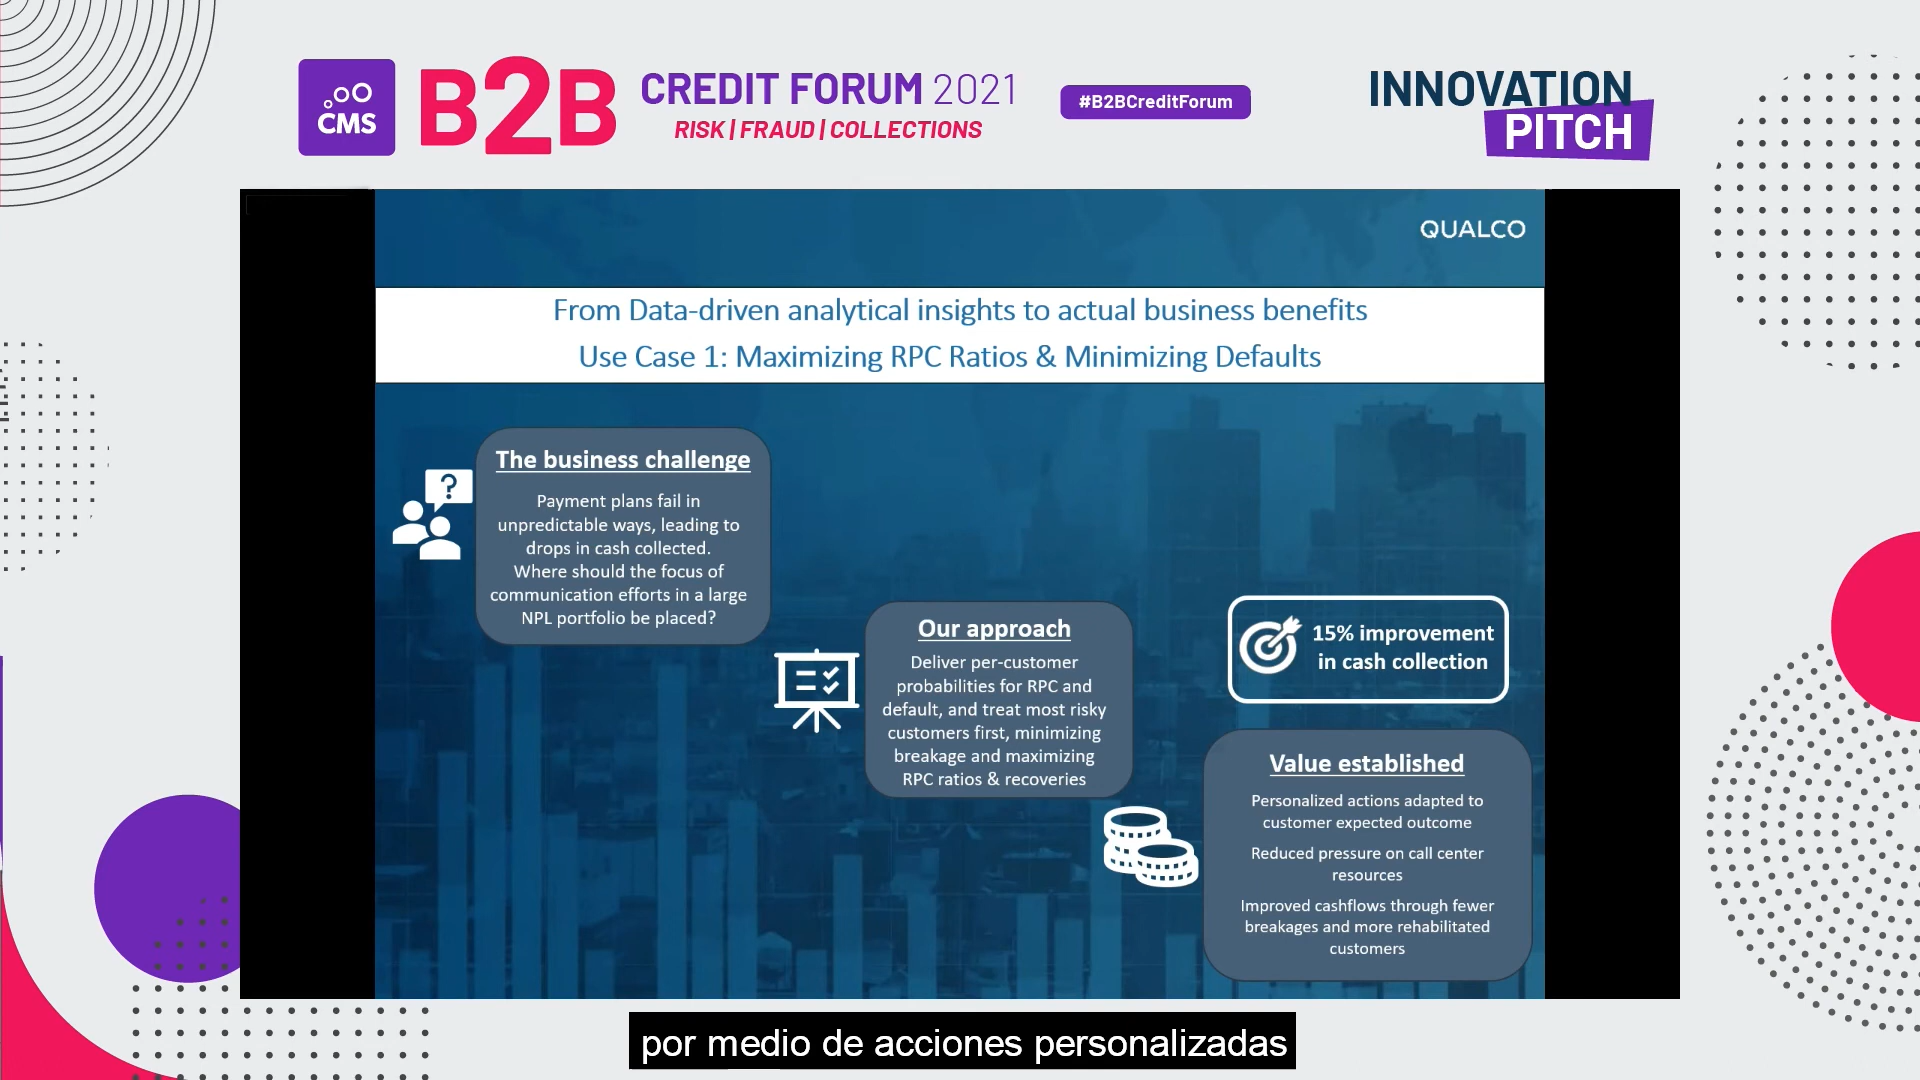 CMS
B2B
CREDIT FORUM 2021
RISK | FRAUD | COLLECTIONS
#B2BCreditForum
INNOVATION
PITCH
QUALCO
From Data-driven analytical insights to actual business benefits
Use Case 1: Maximizing RPC Ratios & Minimizing Defaults
The business challenge
?
Payment plans fail in
unpredictable ways, leading to
drops in cash collected.
Where should the focus of
communication efforts in a large
NPL portfolio be placed?
Our approach
Deliver per-customer
probabilities for RPC and
default, and treat most risky
customers first, minimizing
breakage and maximizing
RPC ratios & recoveries
15% improvement
in cash collection
Value established
Personalized actions adapted to
customer expected outcome
Reduced pressure on call center
resources
Improved cashflows through fewer
breakages and more rehabilitated
customers
por medio de acciones personalizadas